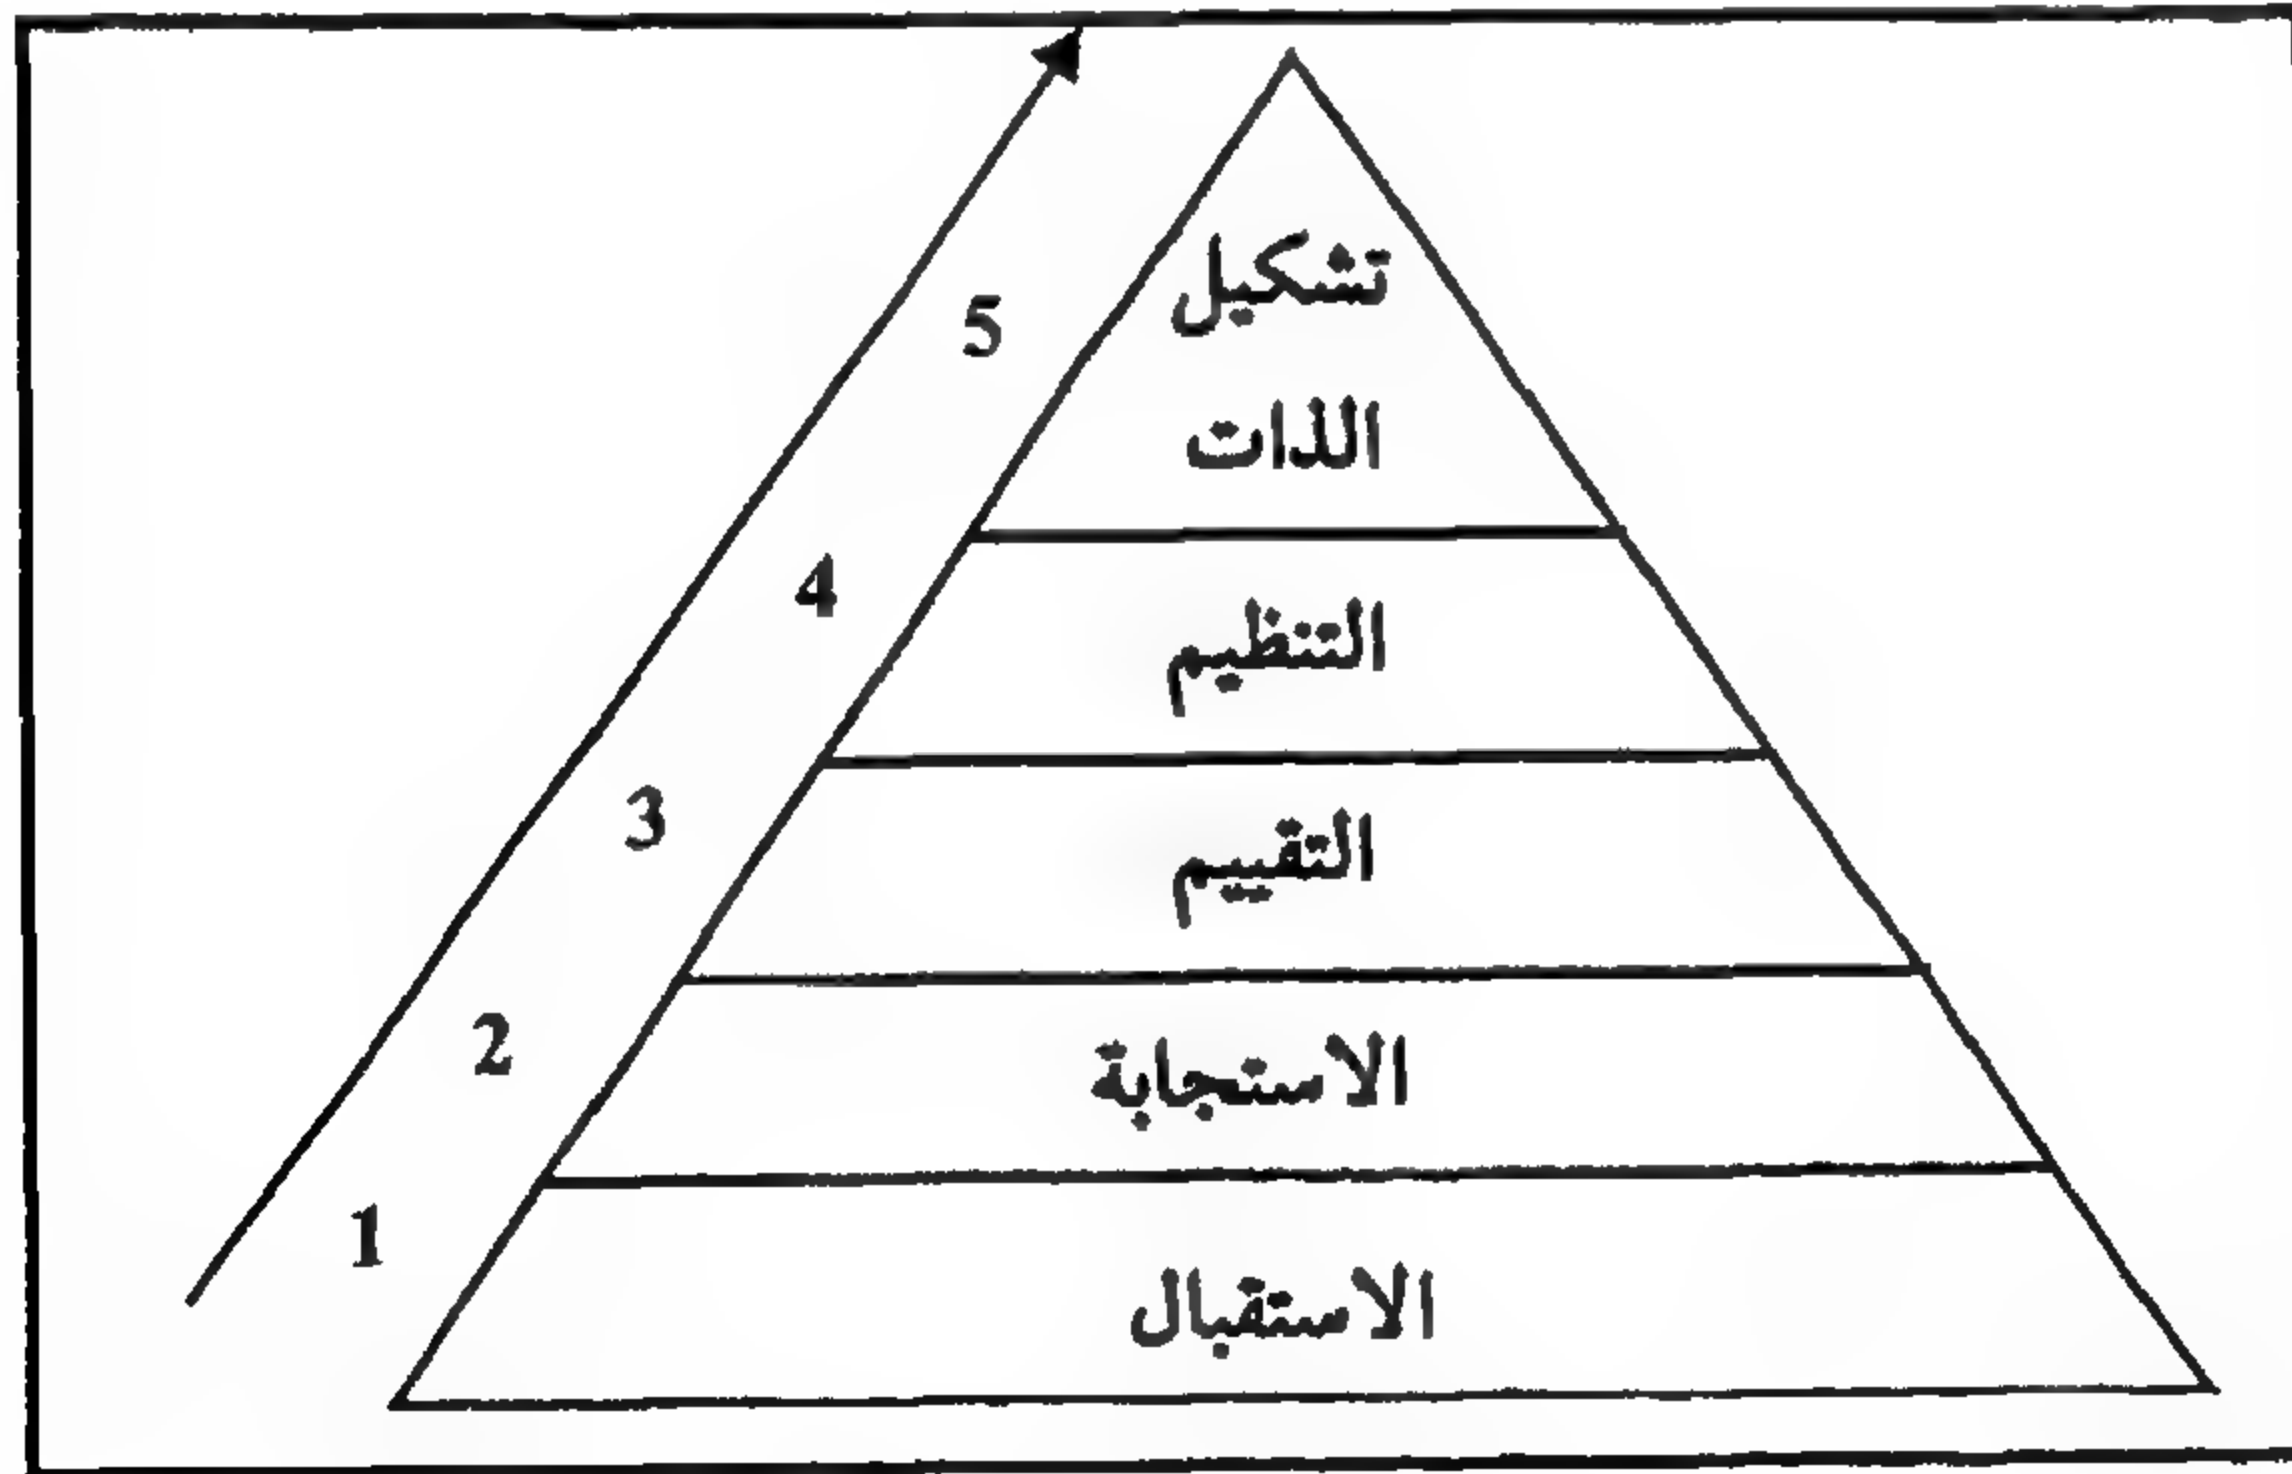 تشكيل
5
الذات
4
التنظيم
3
التقييم
2
الاستجابة
1
الاستقبال